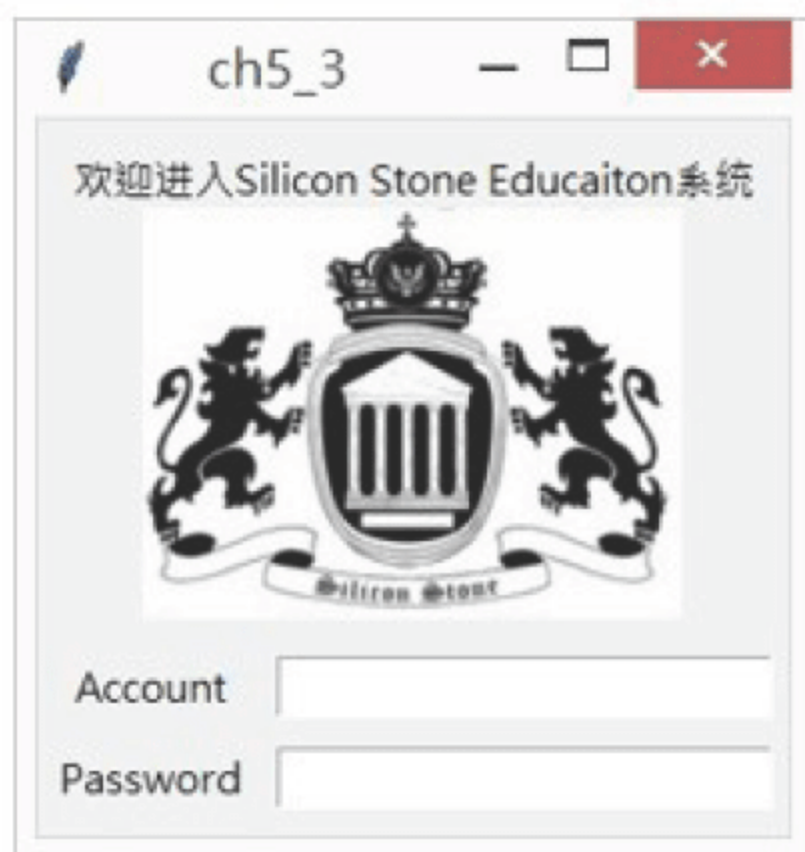 ch5_3
欢迎进入Silicon Stone Educaiton系统
Silicon Stone
Account
Password